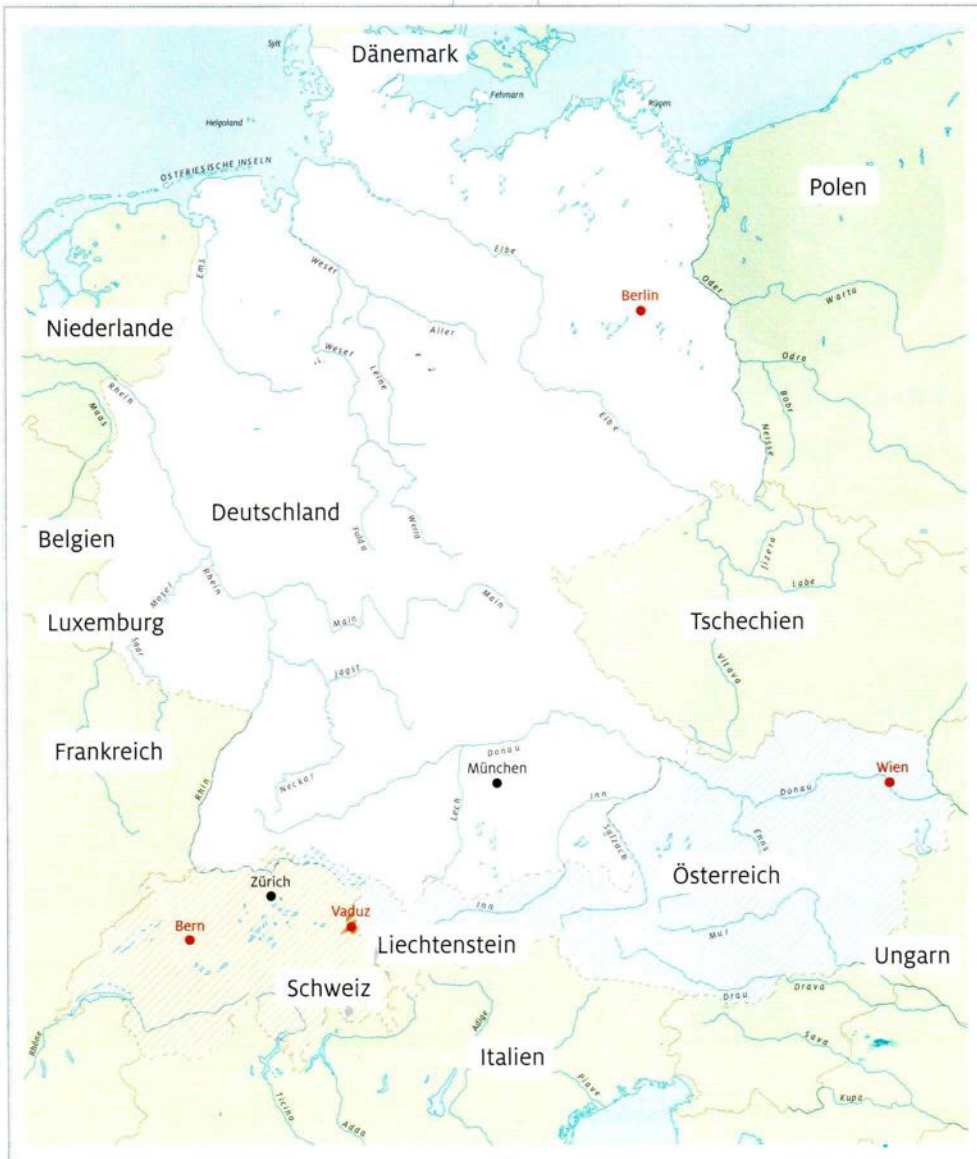 Sylt
Dänemark
Fehmarn
Rügen
Helgoland
OSTFRIESISCHE INSELN
Polen
Elbe
Weser
Ems
Oder
Berlin
Warta
Niederlande
Aller
Weser
Odra
Leine
Rhein
Maas
Bobr
Elbe
Neisse
Deutschland
Werra
Fulda
Belgien
Jizera
Rhein
Mosel
Labe
Main
Main
Luxemburg
Tschechien
Saar
Jagst
Vltava
Donau
Frankreich
München
Wien
Neckar
Rhin
Donau
Inn
Lech
Salzach
Enns
Österreich
Zürich
Inn
Vaduz
Bern
Mur
Liechtenstein
Ungarn
Schweiz
Drau
Drava
Adige
Rhône
Italien
Sava
Piave
Ticino
Adda
Kupa